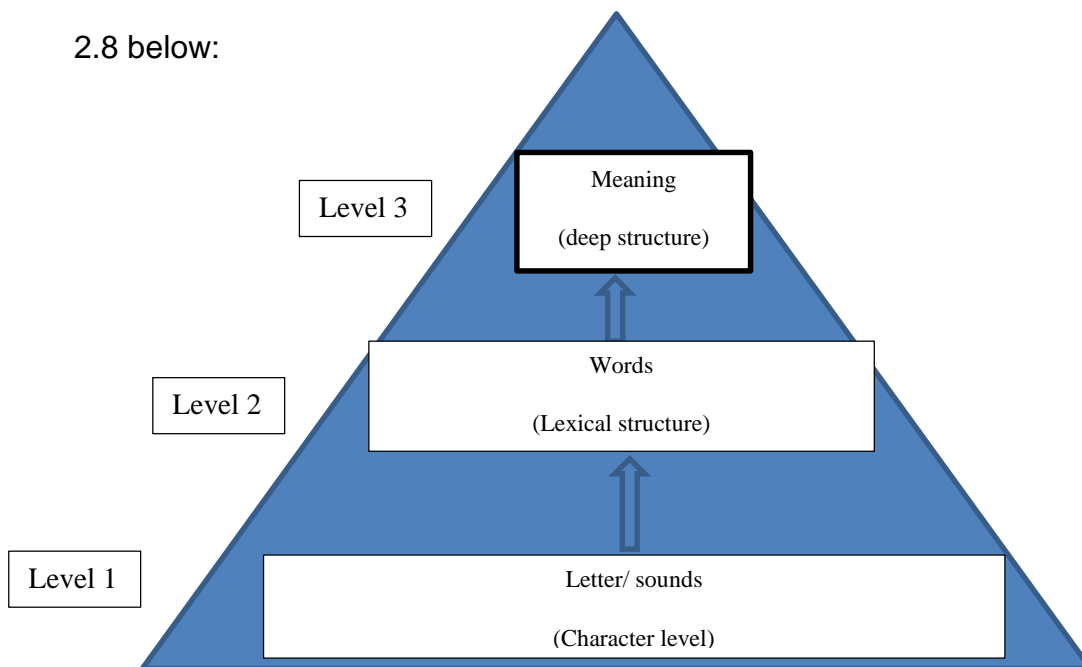 2.8 below:
Level 3
Meaning
(deep structure)
Level 2
Words
(Lexical structure)
Level 1
Letter/ sounds
(Character level)